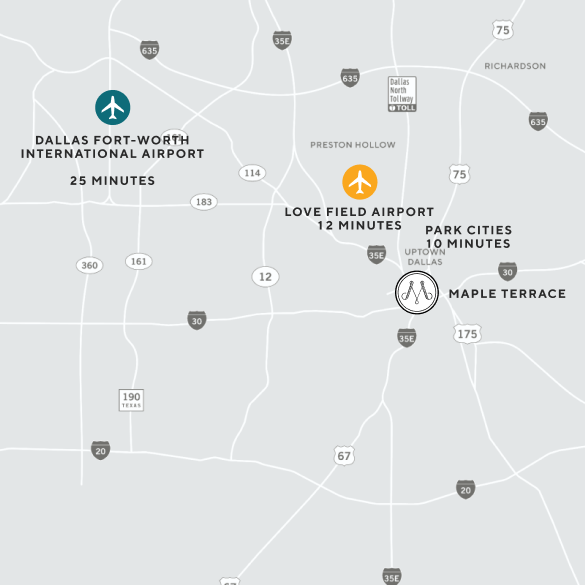 75
35E
635
RICHARDSON
635
Dallas
North
Tollway
TOLL
635
DALLAS FORT-WORTH
INTERNATIONAL AIRPORT
25 MINUTES
PRESTON HOLLOW
114
75
183
LOVE FIELD AIRPORT
12 MINUTES
PARK CITIES
10 MINUTES
UPTOWN
DALLAS
35E
360
161
12
30
MAPLE TERRACE
30
35E
175
190
TEXAS
20
67
20
35E
67